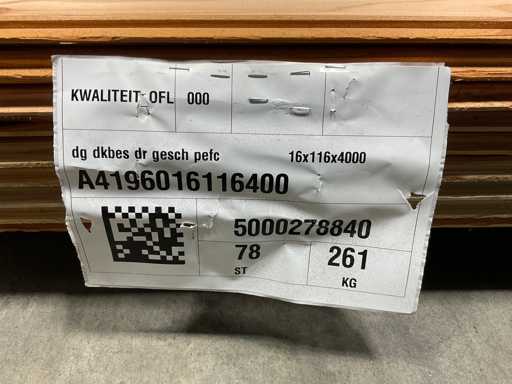 KWALITEIT OFL 000
dg dkbes dr gesch pefc 16x116x4000
A4196016116400
5000278840
78 261
ST KG